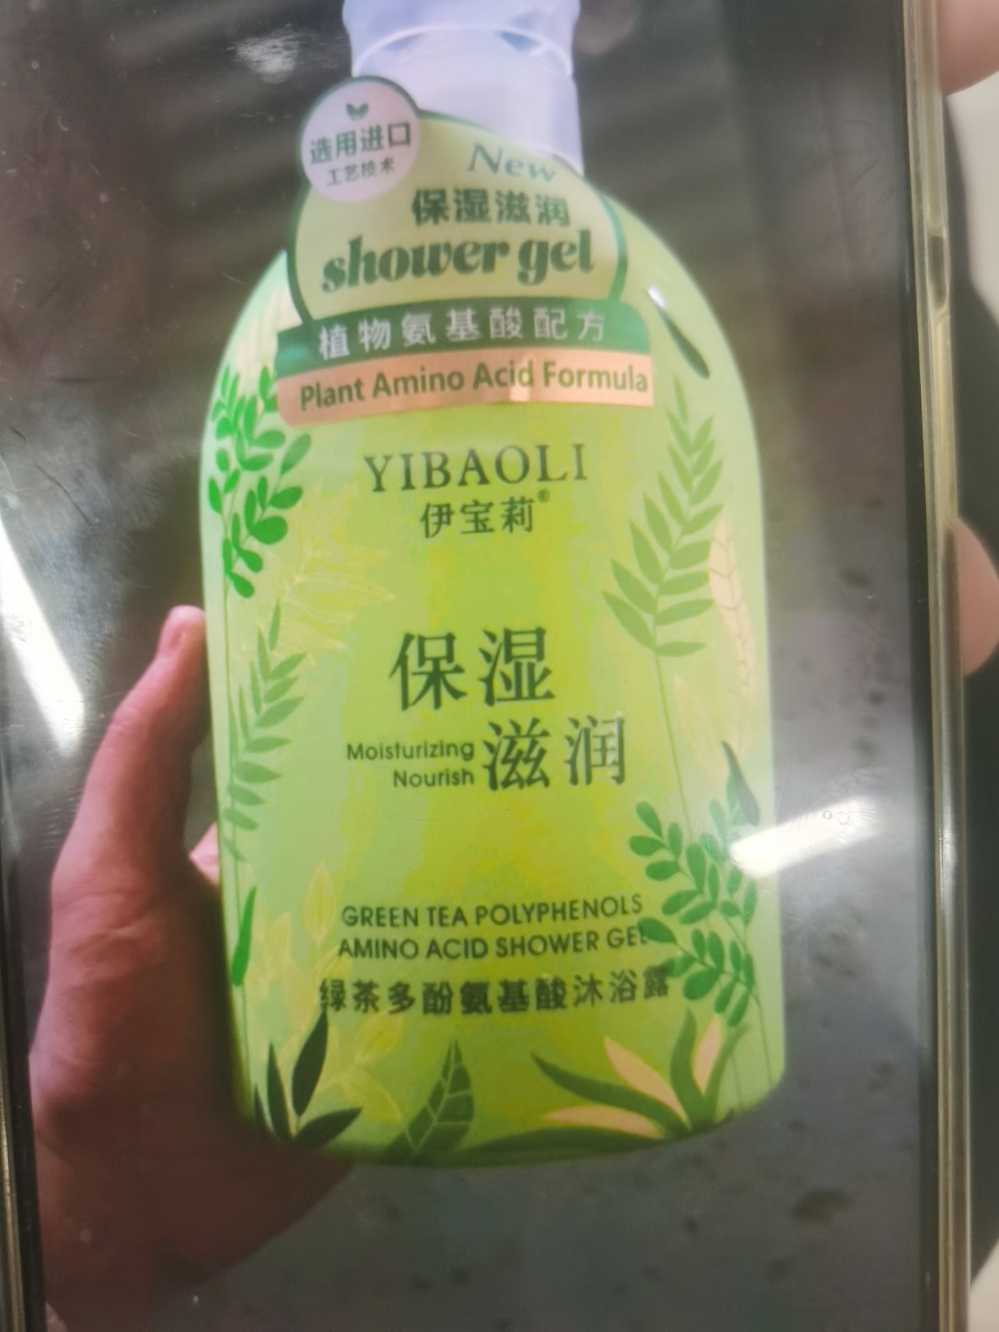 选用进口
工艺技术
New
保湿滋润
shower gel
植物氨基酸配方
Plant Amino Acid Formula
YIBAOLI
伊宝莉®
保湿
Moisturizing
Nourish
滋润
GREEN TEA POLYPHENOLS
AMINO ACID SHOWER GEL
绿茶多酚氨基酸沐浴露